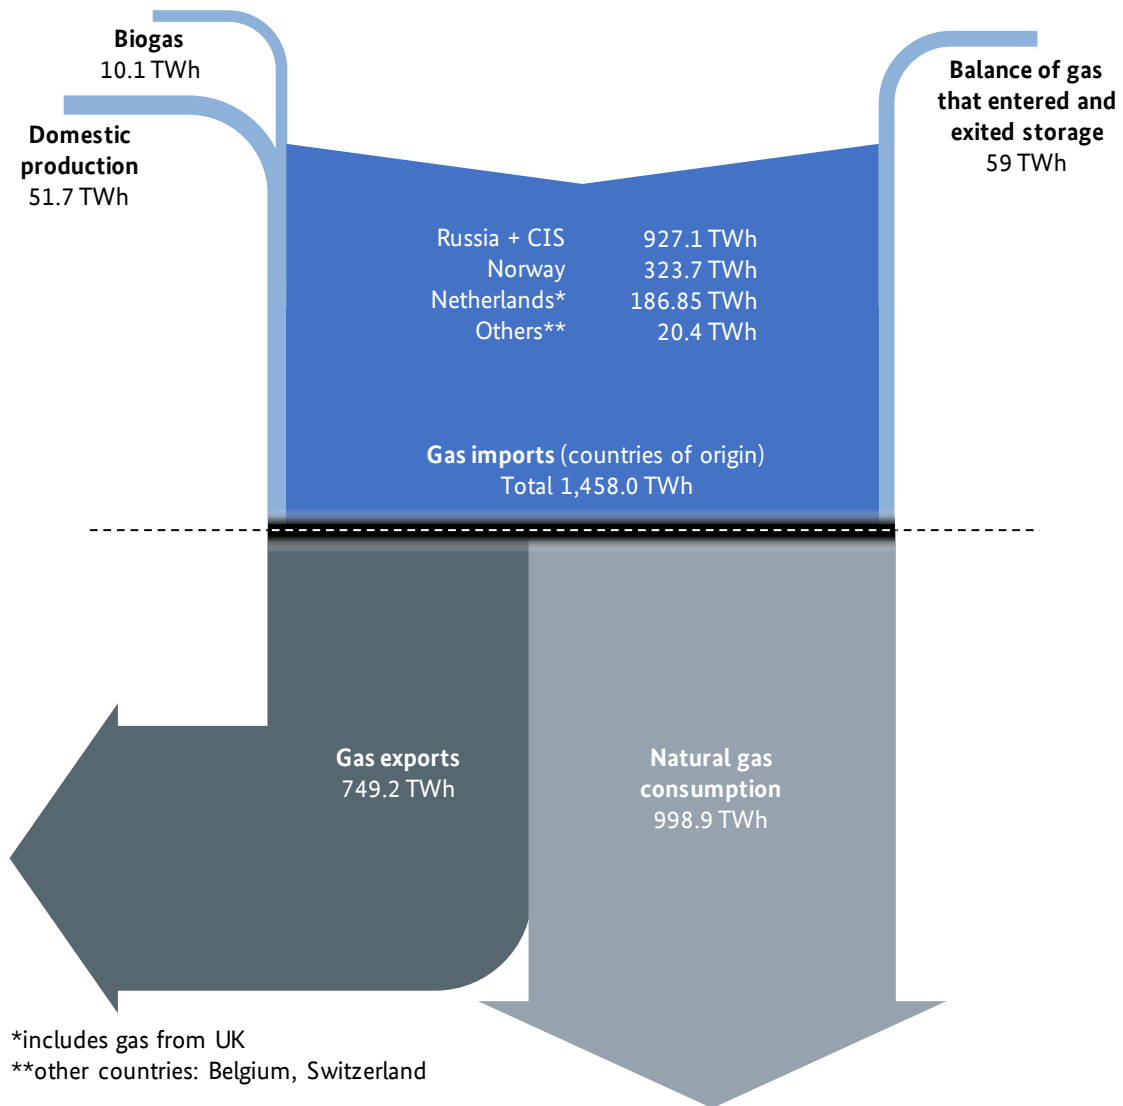 Biogas
10.1 TWh
Domestic
production
51.7 TWh
Balance of gas
that entered and
exited storage
59 TWh
Russia + CIS 927.1 TWh
Norway 323.7 TWh
Netherlands* 186.85 TWh
Others** 20.4 TWh
Gas imports (countries of origin)
Total 1,458.0 TWh
Gas exports
749.2 TWh
Natural gas
consumption
998.9 TWh
*includes gas from UK
**other countries: Belgium, Switzerland